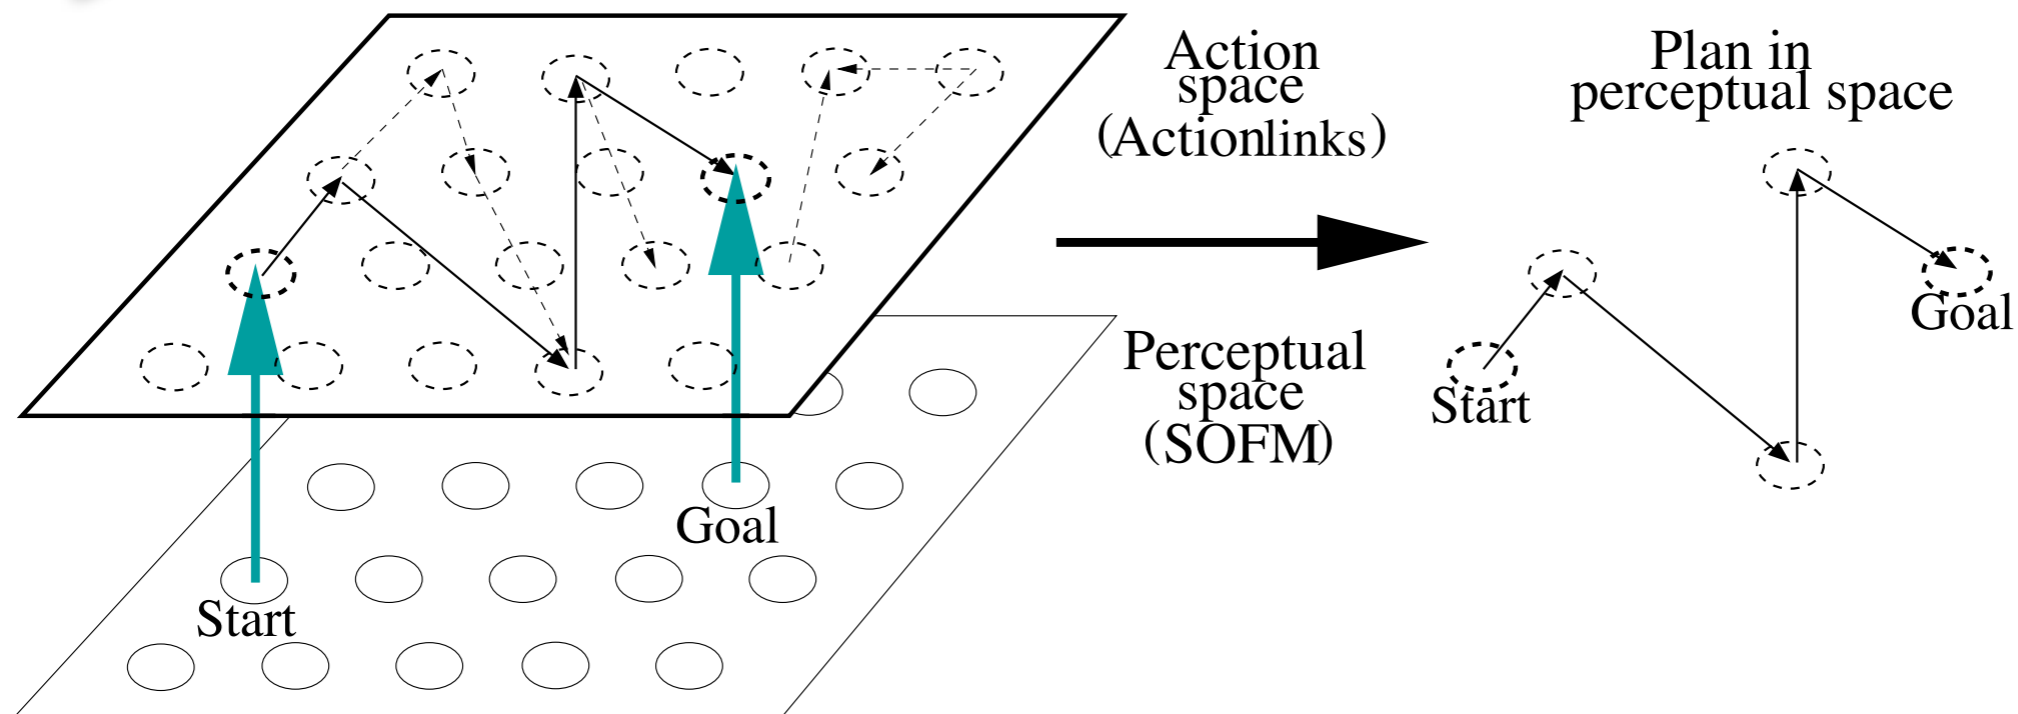 Action
space
(Actionlinks)
Plan in
perceptual space
Goal
Start
Perceptual
space
(SOFM)
Goal
Start